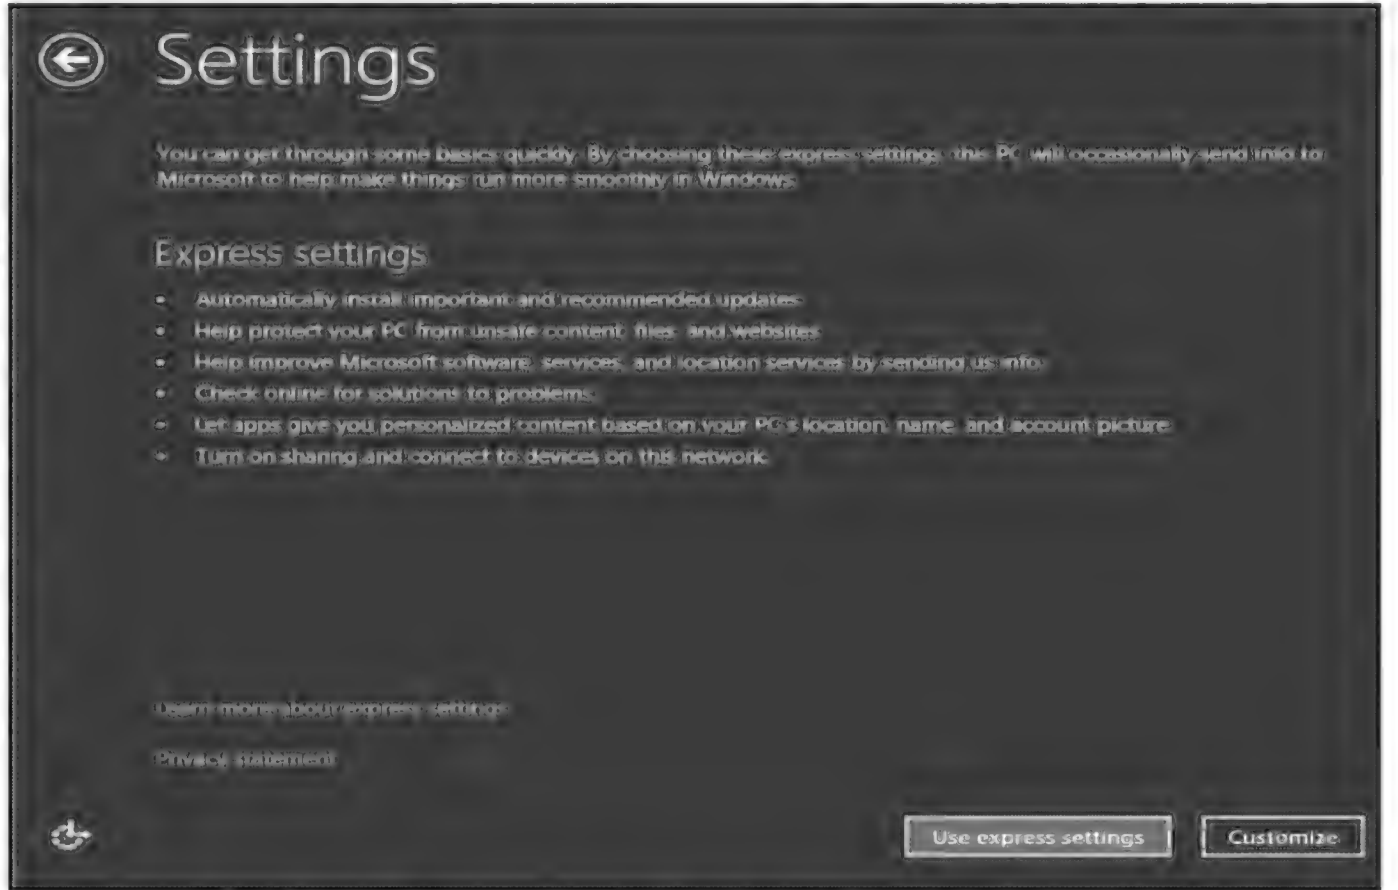 Settings
You can get through some basics quickly. By choosing these express settings, the PC will occasionally send info to
Microsoft to help make things run more smoothly in Windows.
Express settings
• Automatically install important and recommended updates.
• Help protect your PC from unsafe content, files, and websites.
• Help improve Microsoft software, services, and location services by sending us info.
• Check online for solutions to problems.
• Let apps give you personalized content based on your PC's location, name, and account picture.
• Turn on sharing and connect to devices on this network.
Learn more about express settings
Privacy statement
Use express settings
Customize